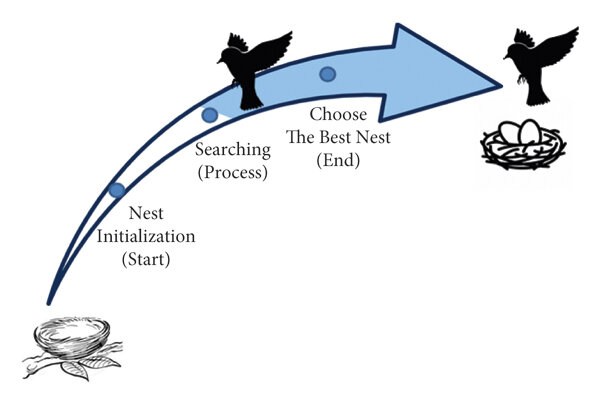 Choose
The Best Nest
(End)
Searching
(Process)
Nest
Initialization
(Start)